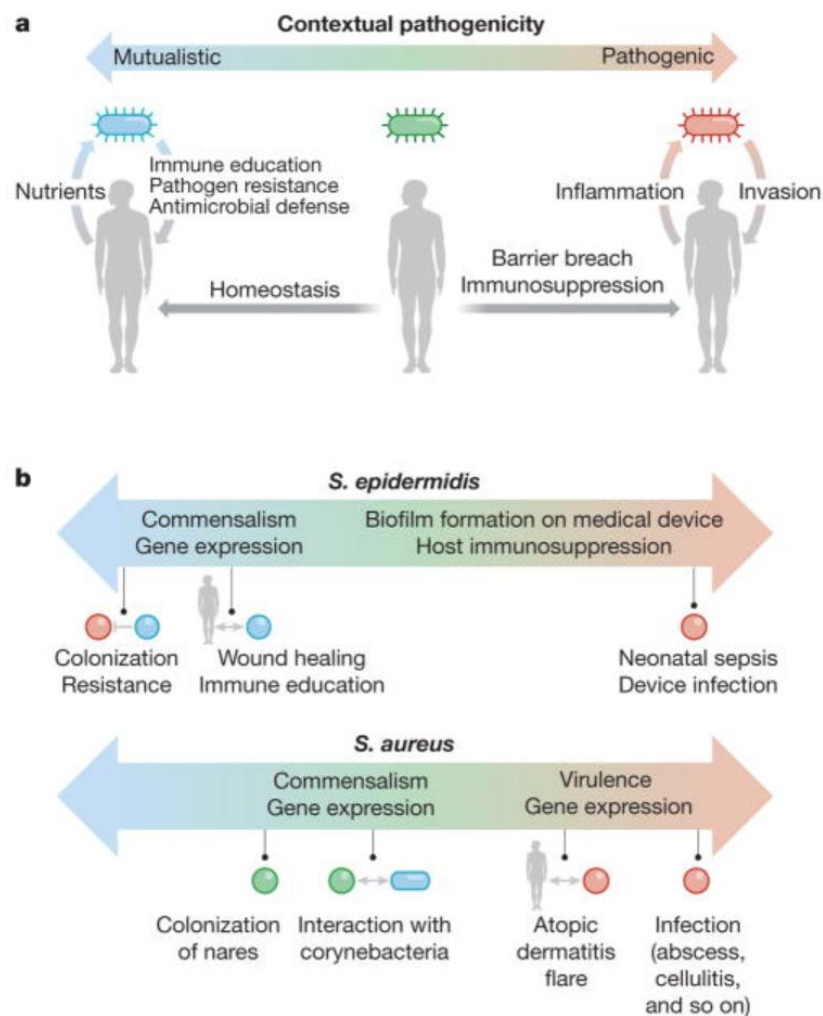 a
Contextual pathogenicity
Mutualistic
Pathogenic
Nutrients
Immune education
Pathogen resistance
Antimicrobial defense
Inflammation
Invasion
Homeostasis
Barrier breach
Immunosuppression
b
S. epidermidis
Commensalism
Gene expression
Biofilm formation on medical device
Host immunosuppression
Colonization
Resistance
Wound healing
Immune education
Neonatal sepsis
Device infection
S. aureus
Commensalism
Gene expression
Virulence
Gene expression
Colonization
of nares
Interaction with
corynebacteria
Atopic
dermatitis
flare
Infection
(abscess,
cellulitis,
and so on)